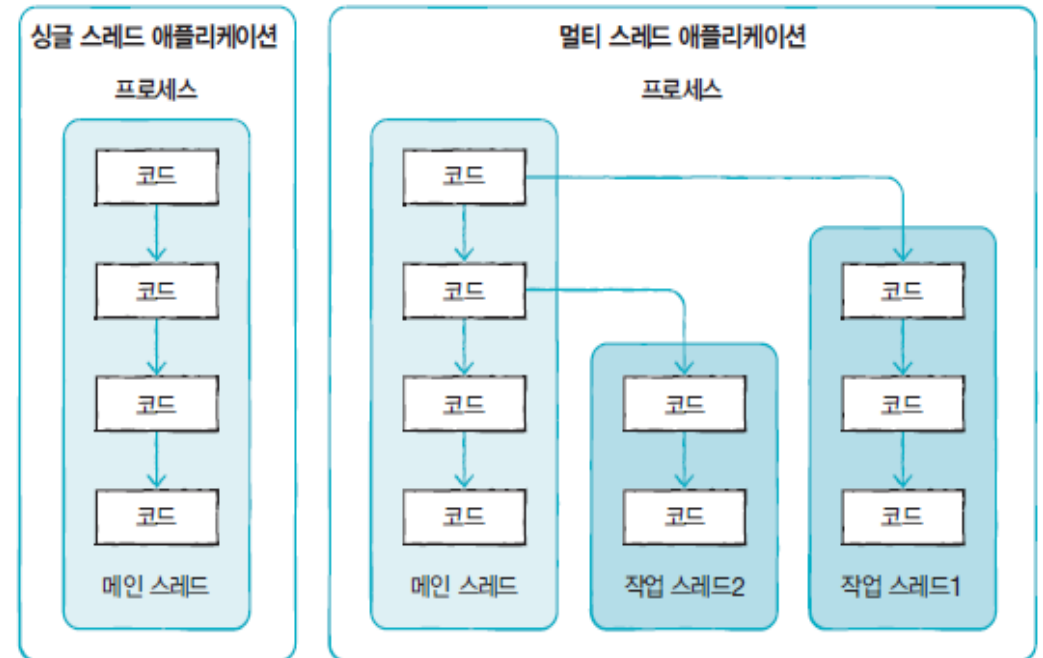 싱글 스레드 애플리케이션
프로세스
코드
코드
코드
코드
메인 스레드
멀티 스레드 애플리케이션
프로세스
코드
코드
코드
코드
메인 스레드
코드
코드
작업 스레드2
코드
코드
코드
작업 스레드1